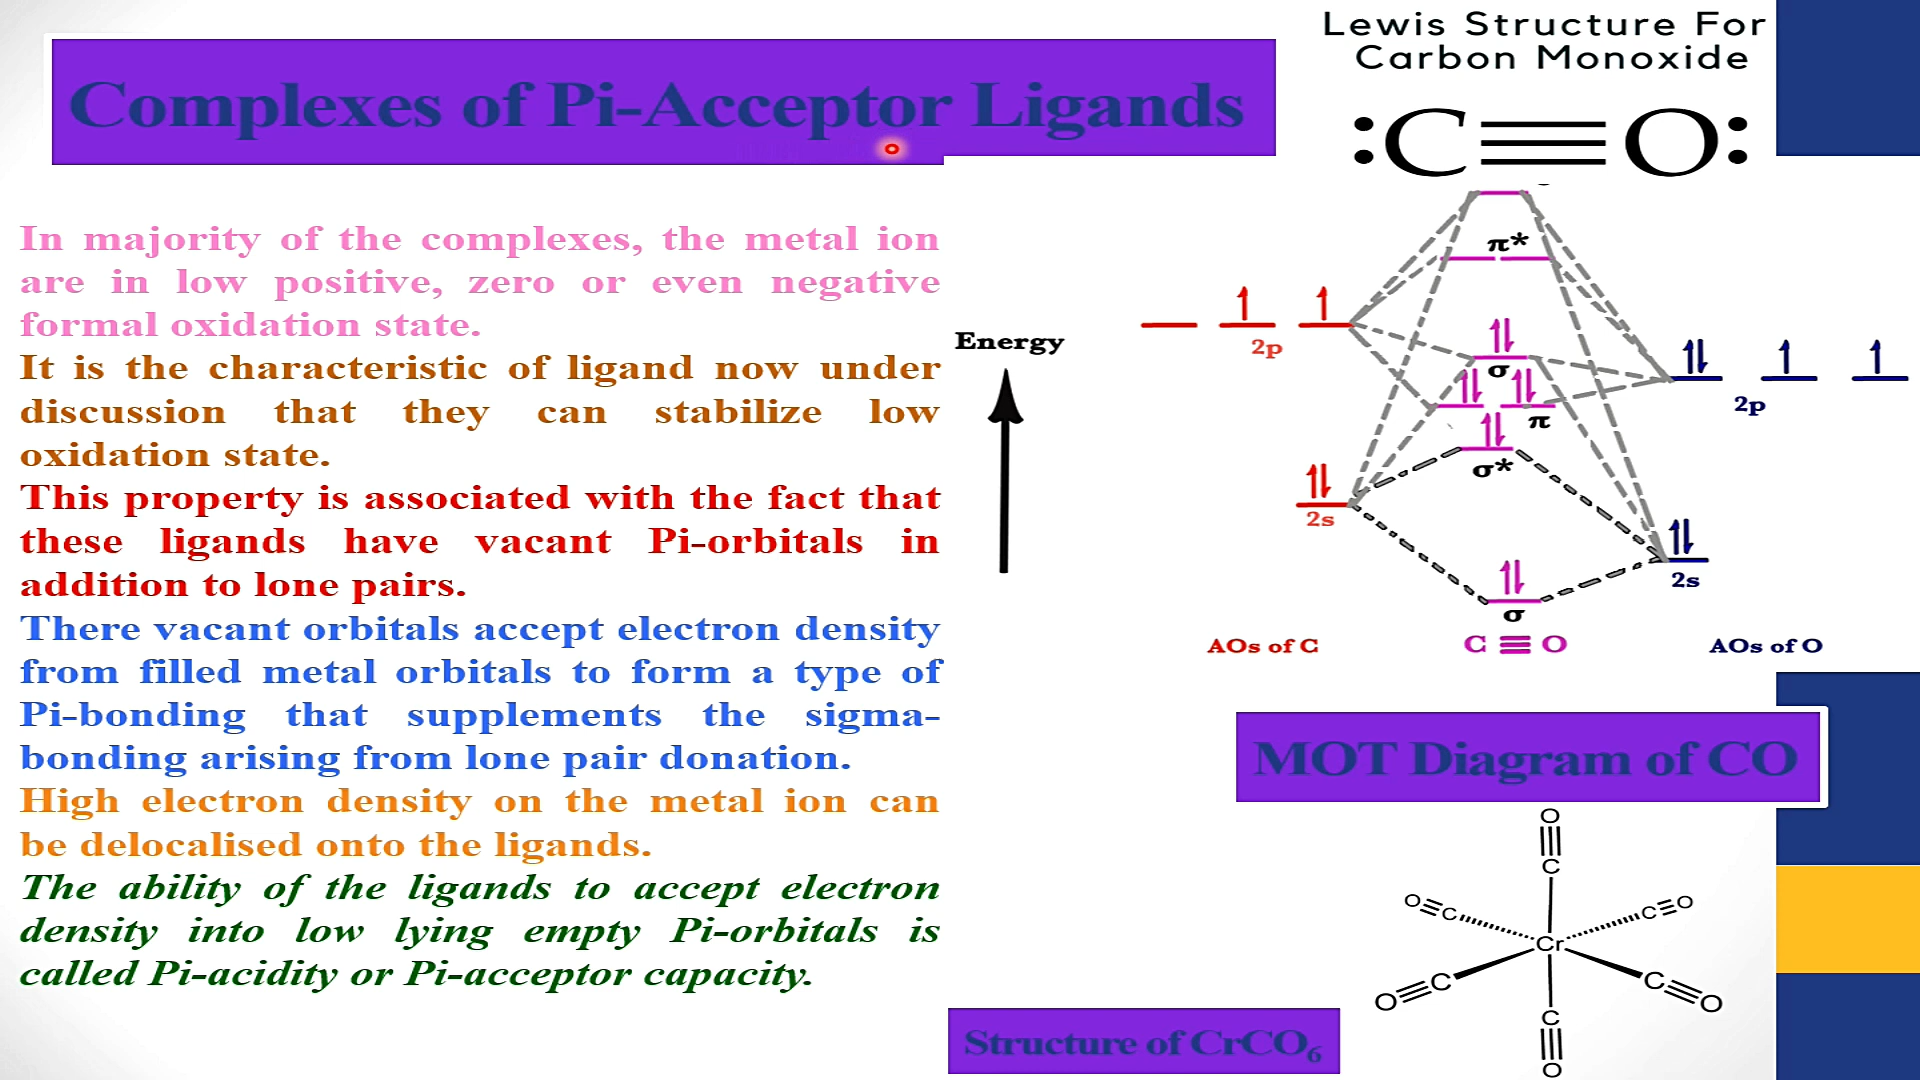 Complexes of Pi-Acceptor Ligands
In majority of the complexes, the metal ion
are in low positive, zero or even negative
formal oxidation state.
It is the characteristic of ligand now under
discussion that they can stabilize low
oxidation state.
This property is associated with the fact that
these ligands have vacant Pi-orbitals in
addition to lone pairs.
There vacant orbitals accept electron density
from filled metal orbitals to form a type of
Pi-bonding that supplements the sigma-
bonding arising from lone pair donation.
High electron density on the metal ion can
be delocalised onto the ligands.
The ability of the ligands to accept electron
density into low lying empty Pi-orbitals is
called Pi-acidity or Pi-acceptor capacity.
Lewis Structure For
Carbon Monoxide
:C≡O:
π*
Energy
2p
σ
2p
π
σ*
2s
2s
σ
AOs of C
C ≡ O
AOs of O
MOT Diagram of CO
O
C
O≡C
C≡O
Cr
O≡C
C≡O
C
O
Structure of CrCO₆